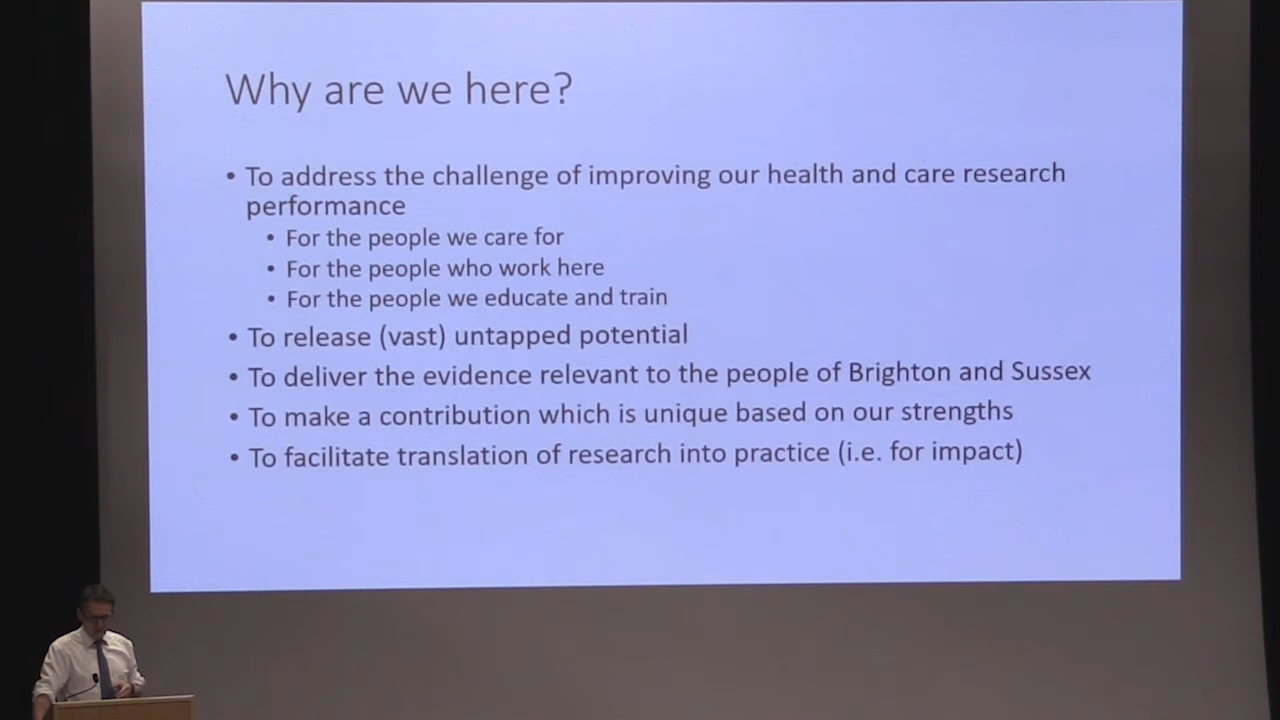 Why are we here?
• To address the challenge of improving our health and care research
performance
• For the people we care for
• For the people who work here
• For the people we educate and train
• To release (vast) untapped potential
• To deliver the evidence relevant to the people of Brighton and Sussex
• To make a contribution which is unique based on our strengths
• To facilitate translation of research into practice (i.e. for impact)